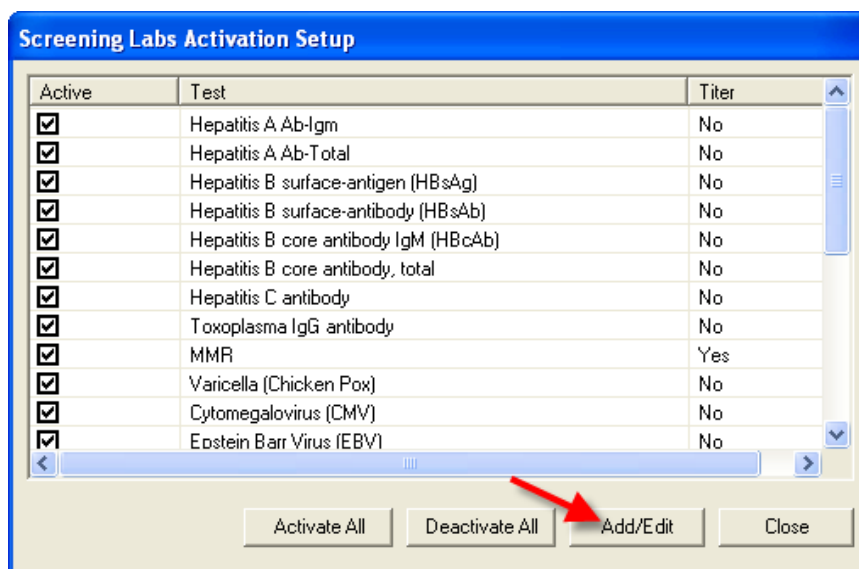 Screening Labs Activation Setup
Active Test Titer
Hepatitis A Ab-Igm No
Hepatitis A Ab-Total No
Hepatitis B surface-antigen (HBsAg) No
Hepatitis B surface-antibody (HBsAb) No
Hepatitis B core antibody IgM (HBcAb) No
Hepatitis B core antibody, total No
Hepatitis C antibody No
Toxoplasma IgG antibody No
MMR Yes
Varicella (Chicken Pox) No
Cytomegalovirus (CMV) No
Epstein Barr Virus (EBV) No
Activate All Deactivate All Add/Edit Close